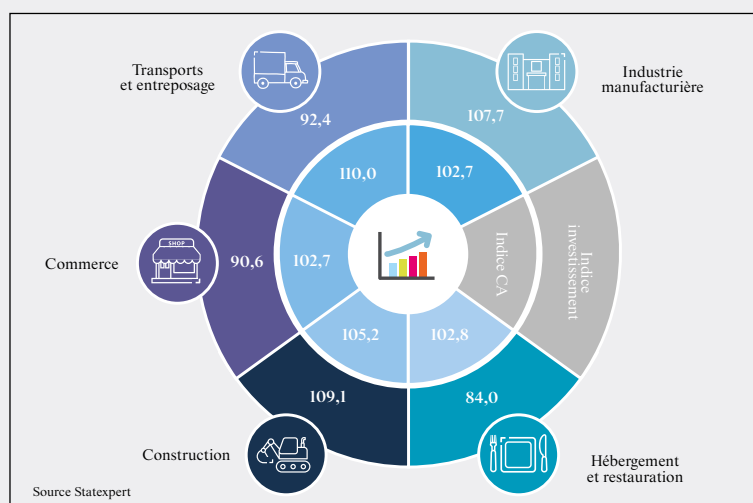 Transports
et entreposage
Industrie
manufacturière
92,4
107,7
110,0
102,7
SHOP
Commerce
90,6
102,7
Indice CA
Indice
investissement
105,2
102,8
109,1
84,0
Construction
Hébergement
et restauration
Source Statexpert